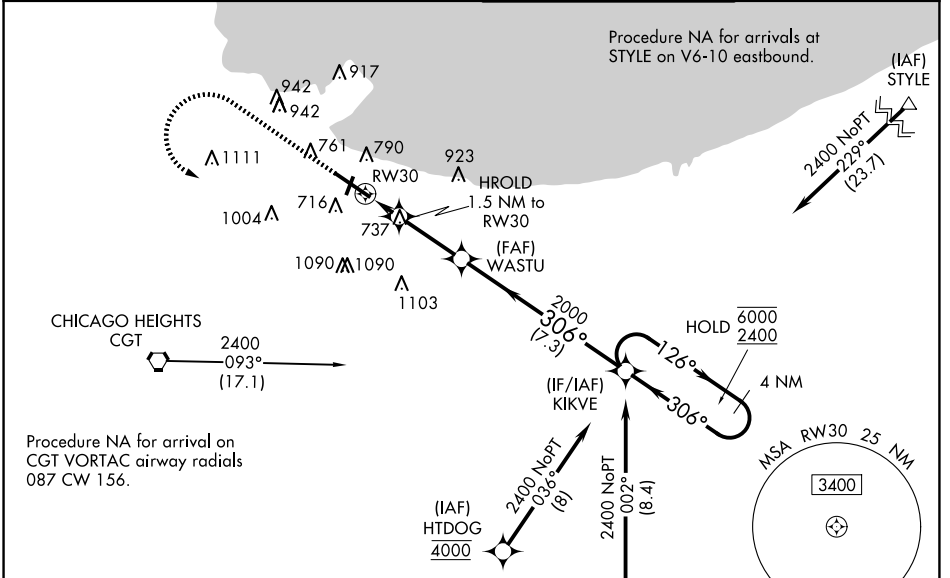 Procedure NA for arrivals at
STYLE on V6-10 eastbound.
(IAF)
STYLE
2400 NoPT
229°
(23.7)
917
942
942
761
790
1111
RW30
923
HROLD
1.5 NM to
RW30
716
1004
737
(FAF)
WASTU
1090
1090
1103
CHICAGO HEIGHTS
CGT
2400
093°
(17.1)
2000
306°
(7.3)
HOLD
6000
2400
126°
4 NM
(IF/IAF)
KIKVE
306°
Procedure NA for arrival on
CGT VORTAC airway radials
087 CW 156.
2400 NoPT
036°
(8)
2400 NoPT
002°
(8.4)
(IAF)
HTDOG
4000
MSA RW30 25 NM
3400